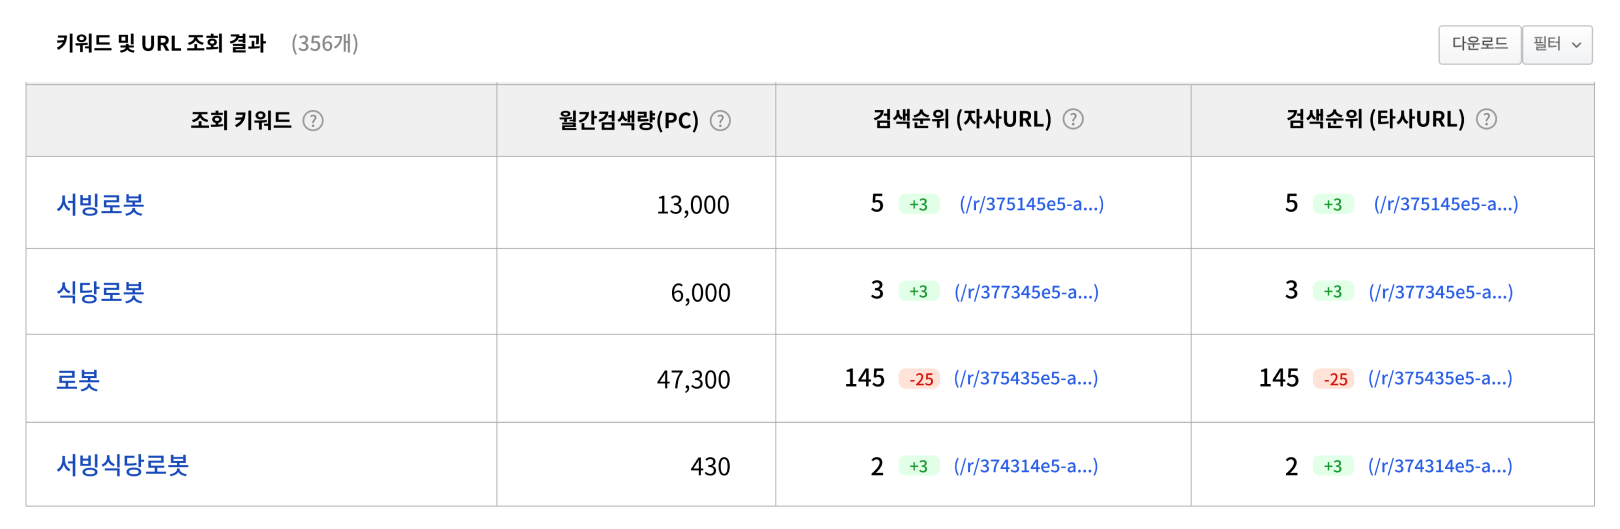 키워드 및 URL 조회 결과 (356개) 다운로드 필터
조회 키워드 ? 월간검색량(PC) ? 검색순위 (자사URL) ? 검색순위 (타사URL) ?
서빙로봇 13,000 5 +3 (/r/375145e5-a...) 5 +3 (/r/375145e5-a...)
식당로봇 6,000 3 +3 (/r/377345e5-a...) 3 +3 (/r/377345e5-a...)
로봇 47,300 145 -25 (/r/375435e5-a...) 145 -25 (/r/375435e5-a...)
서빙식당로봇 430 2 +3 (/r/374314e5-a...) 2 +3 (/r/374314e5-a...)